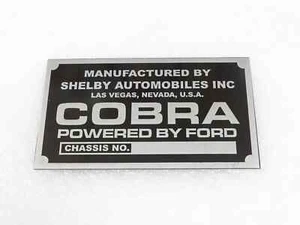 MANUFACTURED BY
SHELBY AUTOMOBILES INC
LAS VEGAS, NEVADA, U.S.A.
COBRA
POWERED BY FORD
CHASSIS NO.